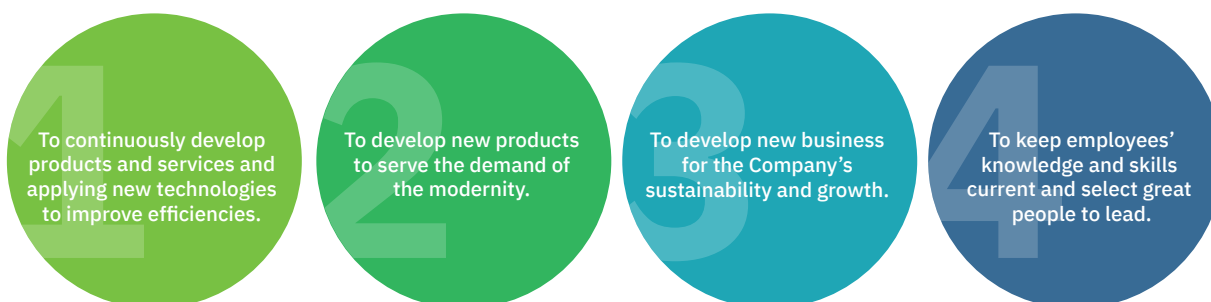 1
To continuously develop
products and services and
applying new technologies
to improve efficiencies.
2
To develop new products
to serve the demand of
the modernity.
3
To develop new business
for the Company's
sustainability and growth.
4
To keep employees'
knowledge and skills
current and select great
people to lead.